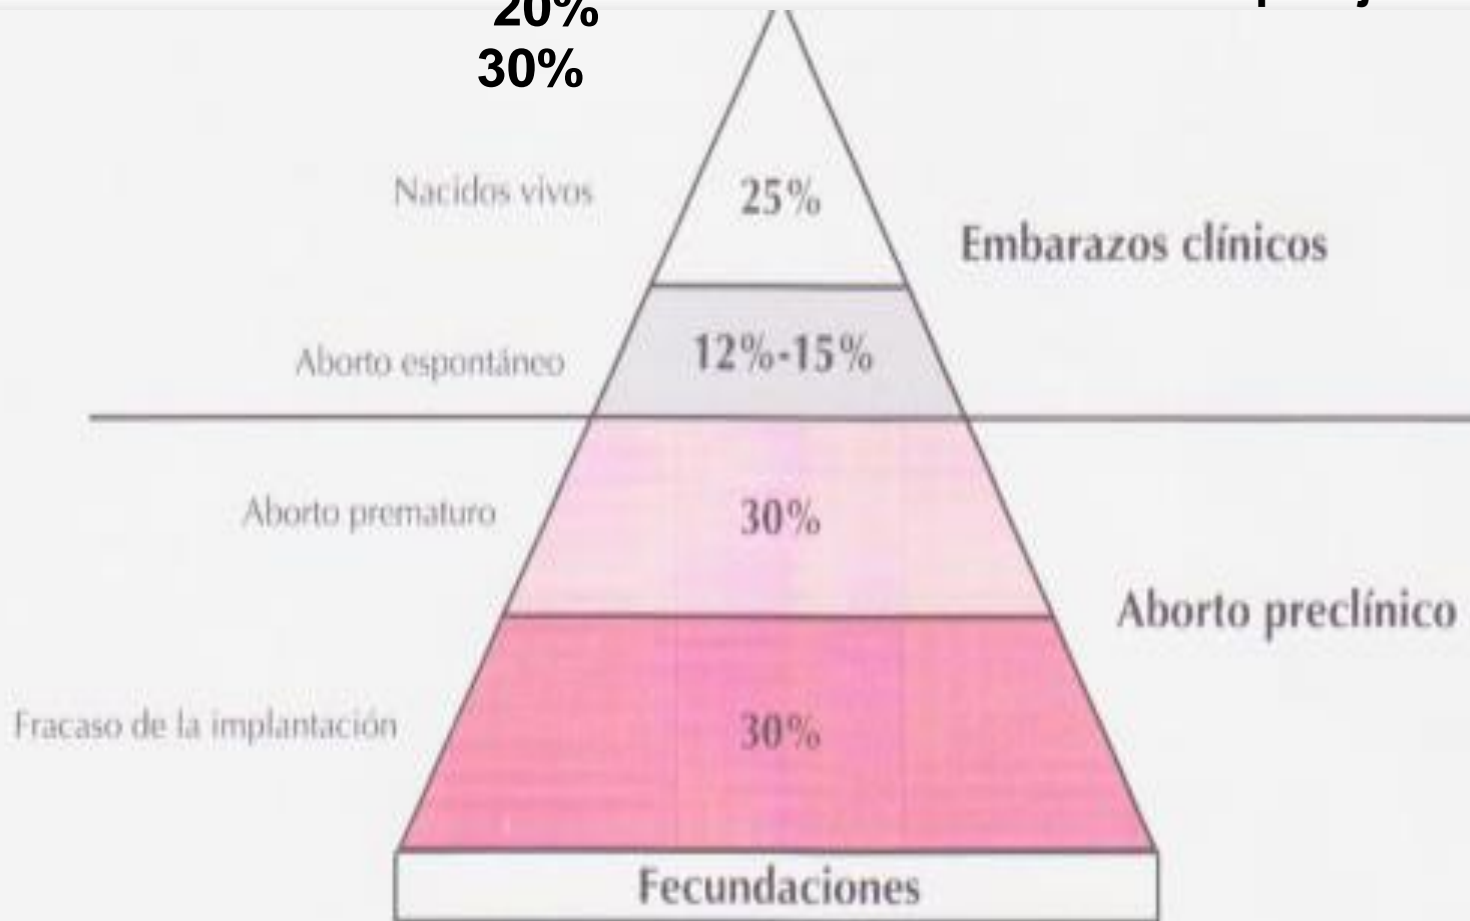 20%
30%
Nacidos vivos
25%
Embarazos clínicos
Aborto espontáneo
12%-15%
Aborto prematuro
30%
Aborto preclínico
Fracaso de la implantación
30%
Fecundaciones